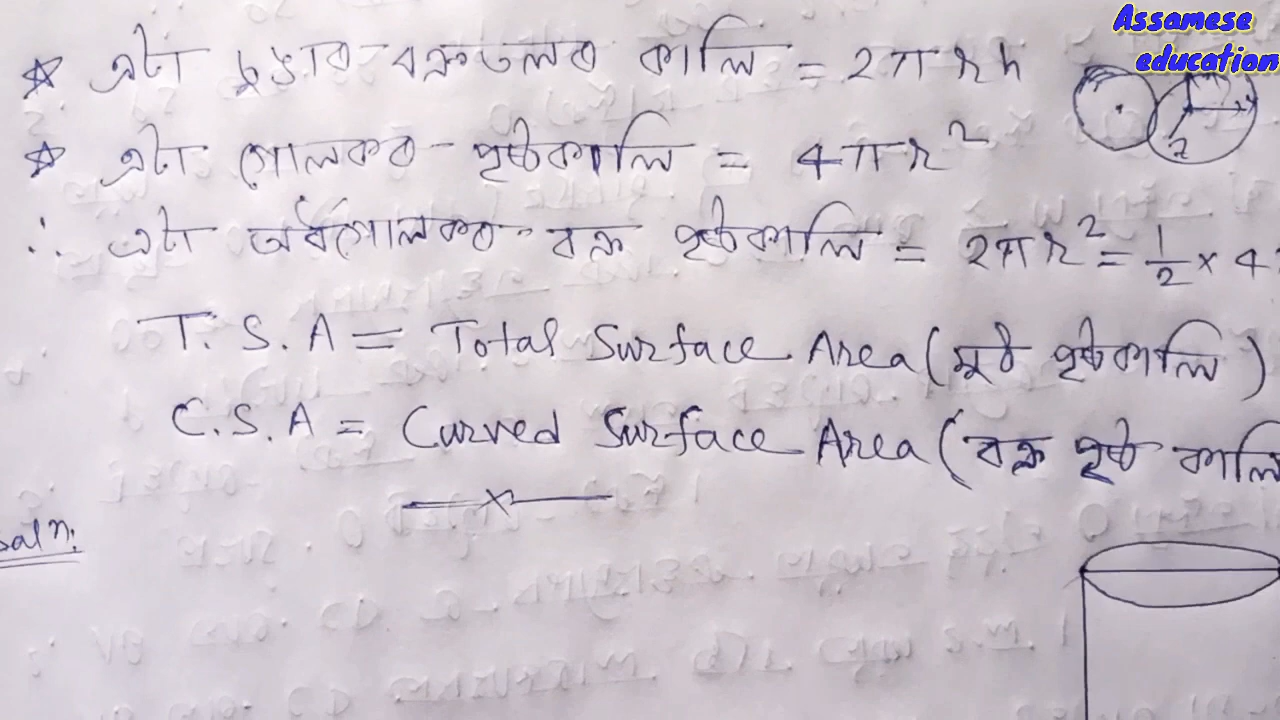 Assamese
education
☆ এটা চুঙাৰ বক্ৰতলৰ কালি = 2πrh
☆ এটা গোলকৰ পৃষ্ঠকালি = 4πr²
∴ এটা অৰ্ধগোলকৰ বক্ৰ পৃষ্ঠকালি = 2πr² = 1/2 × 4
T.S.A = Total Surface Area (মুঠ পৃষ্ঠকালি)
C.S.A = Curved Surface Area (বক্ৰ পৃষ্ঠ কালি
Soln: